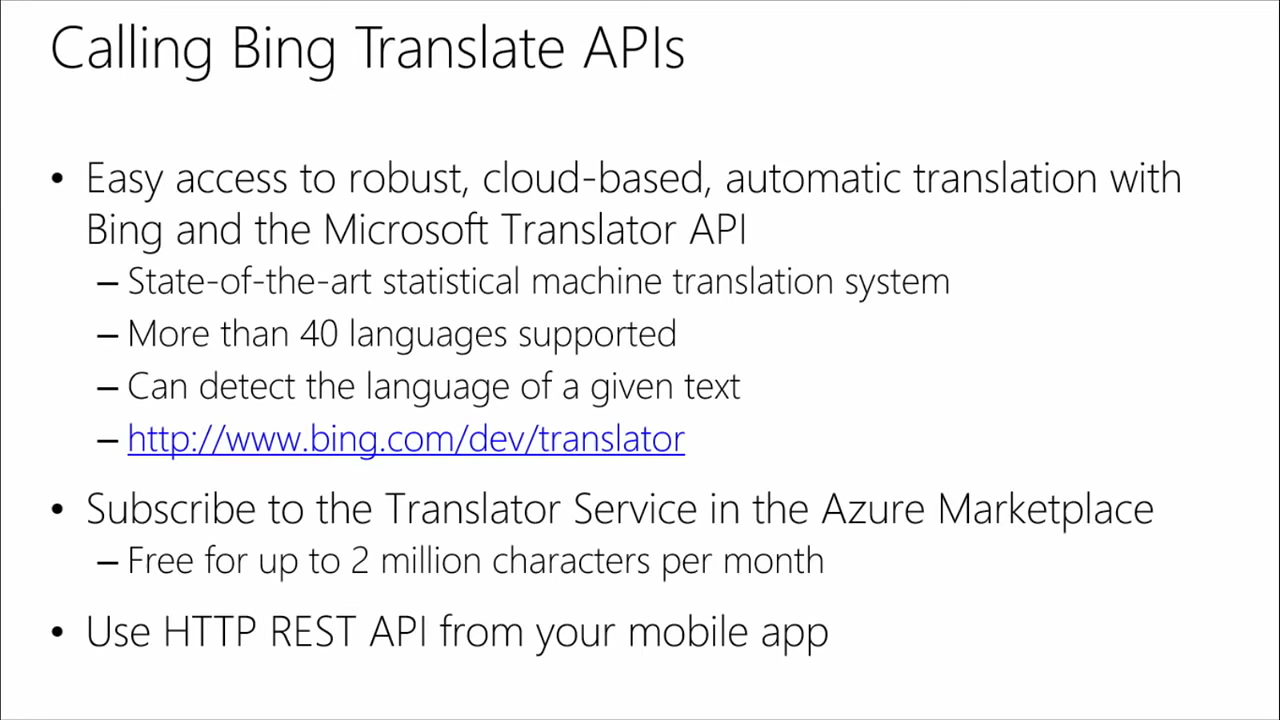 Calling Bing Translate APIs
• Easy access to robust, cloud-based, automatic translation with
Bing and the Microsoft Translator API
– State-of-the-art statistical machine translation system
– More than 40 languages supported
– Can detect the language of a given text
– http://www.bing.com/dev/translator
• Subscribe to the Translator Service in the Azure Marketplace
– Free for up to 2 million characters per month
• Use HTTP REST API from your mobile app